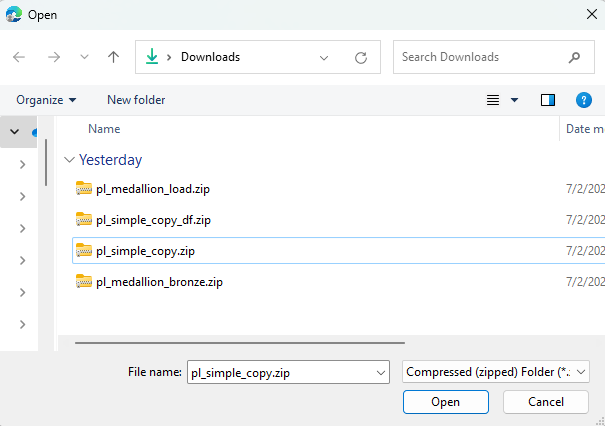 Open
Downloads
Search Downloads
Organize
New folder
?
Name
Date m
Yesterday
pl_medallion_load.zip 7/2/202
pl_simple_copy_df.zip 7/2/202
pl_simple_copy.zip 7/2/202
pl_medallion_bronze.zip 7/2/202
File name: pl_simple_copy.zip
Compressed (zipped) Folder (*.z
Open
Cancel